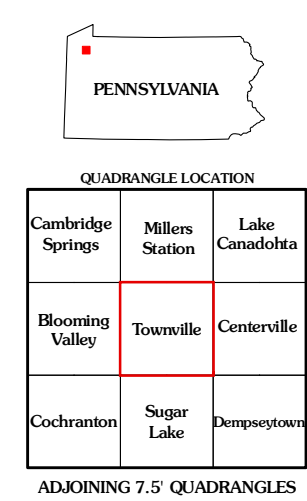 PENNSYLVANIA
QUADRANGLE LOCATION
Cambridge
Springs
Millers
Station
Lake
Canadohta
Blooming
Valley
Townville
Centerville
Cochranton
Sugar
Lake
Dempseytown
ADJOINING 7.5' QUADRANGLES